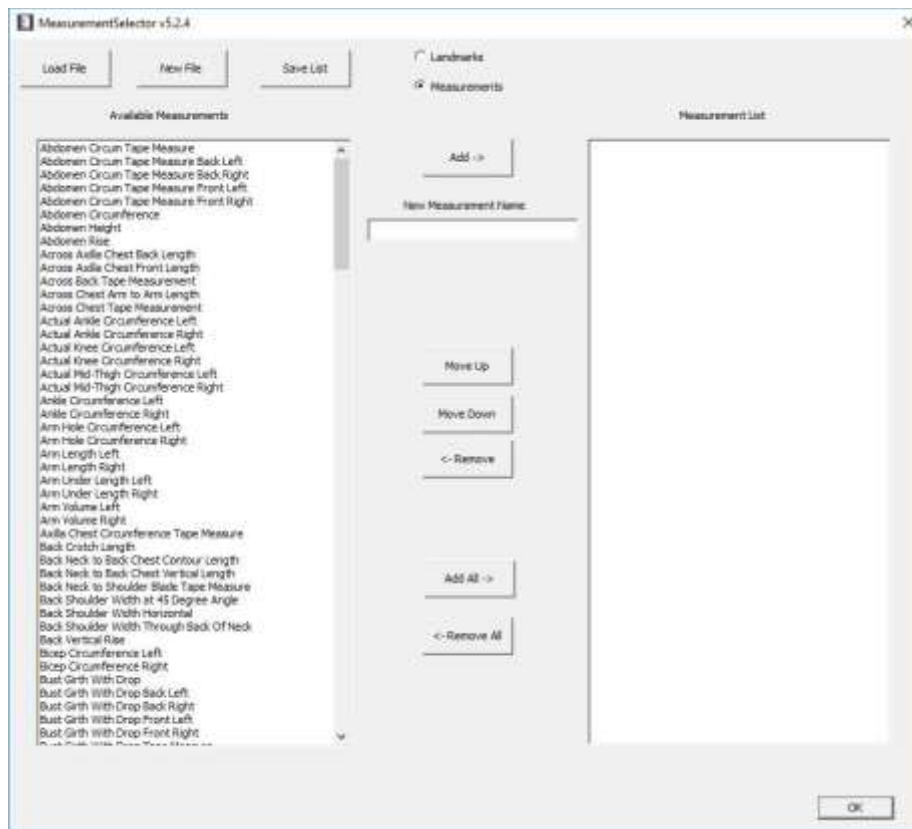 MeasurementSelector v5.2.4
Load File
New File
Save List
Landmarks
Measurements
Available Measurements
Measurement List
Abdomen Circum Tape Measure
Abdomen Circum Tape Measure Back Left
Abdomen Circum Tape Measure Back Right
Abdomen Circum Tape Measure Front Left
Abdomen Circum Tape Measure Front Right
Abdomen Circumference
Abdomen Height
Abdomen Rise
Across Axilla Chest Back Length
Across Axilla Chest Front Length
Across Back Tape Measurement
Across Chest Arm to Arm Length
Across Chest Tape Measurement
Actual Ankle Circumference Left
Actual Ankle Circumference Right
Actual Knee Circumference Left
Actual Knee Circumference Right
Actual Mid-Thigh Circumference Left
Actual Mid-Thigh Circumference Right
Ankle Circumference Left
Ankle Circumference Right
Arm Hole Circumference Left
Arm Hole Circumference Right
Arm Length Left
Arm Length Right
Arm Under Length Left
Arm Under Length Right
Arm Volume Left
Arm Volume Right
Axilla Chest Circumference Tape Measure
Back Crotch Length
Back Neck to Back Chest Contour Length
Back Neck to Back Chest Vertical Length
Back Neck to Shoulder Blade Tape Measure
Back Shoulder Width at 45 Degree Angle
Back Shoulder Width Horizontal
Back Shoulder Width Through Back Of Neck
Back Vertical Rise
Bicep Circumference Left
Bicep Circumference Right
Bust Girth With Drop
Bust Girth With Drop Back Left
Bust Girth With Drop Back Right
Bust Girth With Drop Front Left
Bust Girth With Drop Front Right
Bust Girth With Drop Tape Measure
Add ->
New Measurement Name
Move Up
Move Down
<- Remove
Add All ->
<- Remove All
OK